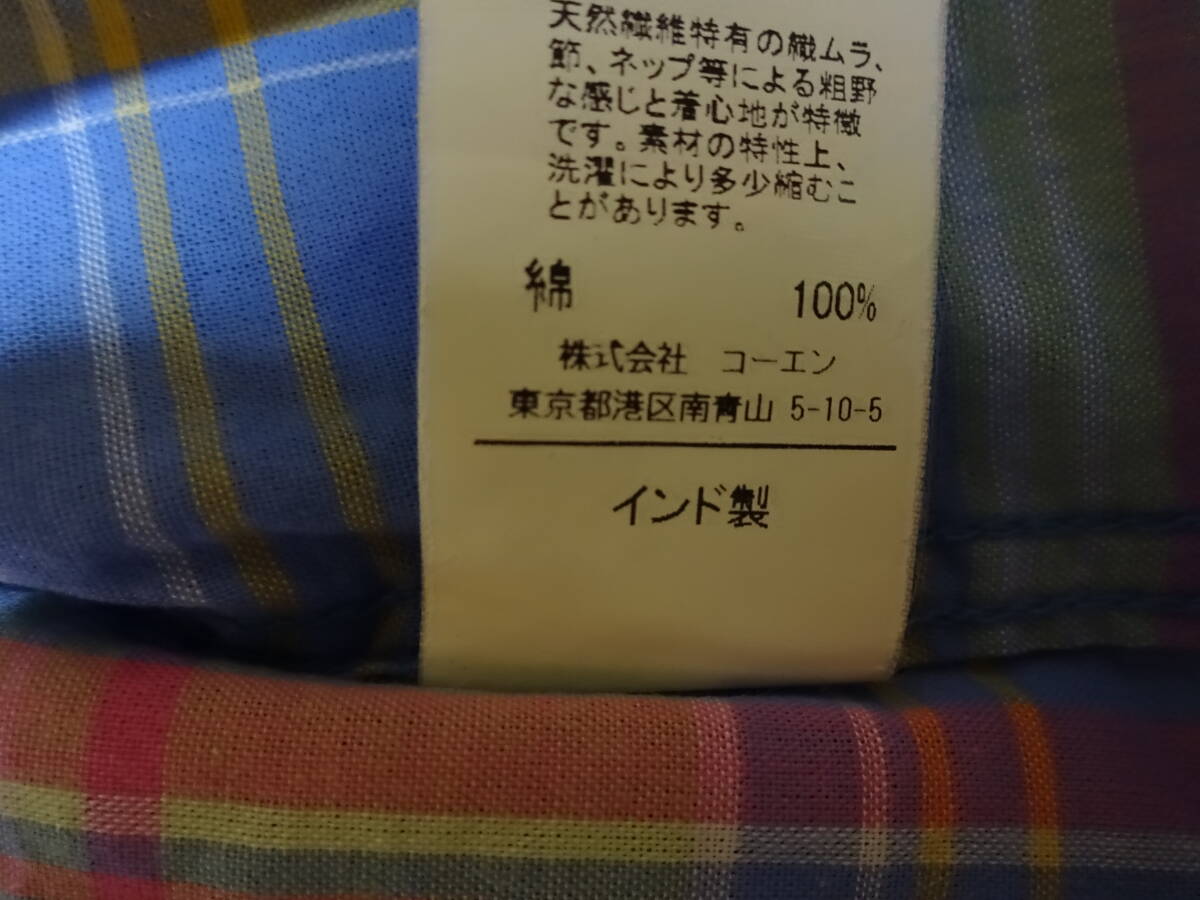 天然繊維特有の織ムラ、
節、ネップ等による粗野
な感じと着心地が特徴
です。素材の特性上、
洗濯により多少縮むこ
とがあります。
綿 100%
株式会社 コーエン
東京都港区南青山 5-10-5
インド製